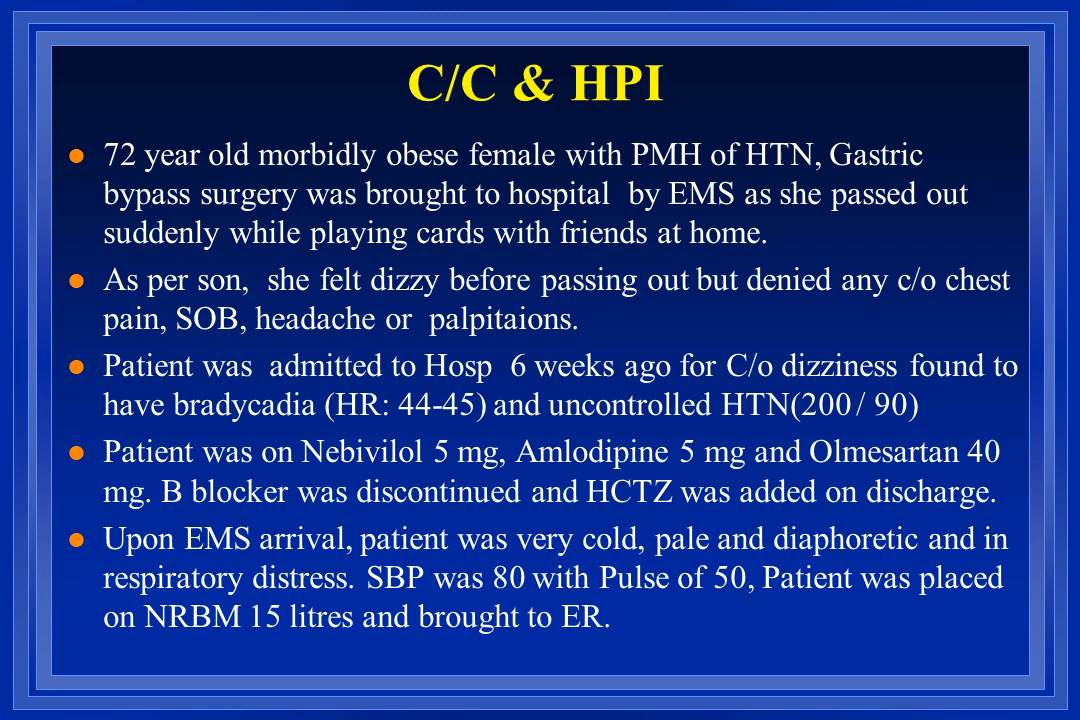 C/C & HPI
● 72 year old morbidly obese female with PMH of HTN, Gastric
bypass surgery was brought to hospital  by EMS as she passed out
suddenly while playing cards with friends at home.
● As per son,  she felt dizzy before passing out but denied any c/o chest
pain, SOB, headache or  palpitaions.
● Patient was  admitted to Hosp  6 weeks ago for C/o dizziness found to
have bradycadia (HR: 44-45) and uncontrolled HTN(200 / 90)
● Patient was on Nebivilol 5 mg, Amlodipine 5 mg and Olmesartan 40
mg. B blocker was discontinued and HCTZ was added on discharge.
● Upon EMS arrival, patient was very cold, pale and diaphoretic and in
respiratory distress. SBP was 80 with Pulse of 50, Patient was placed
on NRBM 15 litres and brought to ER.